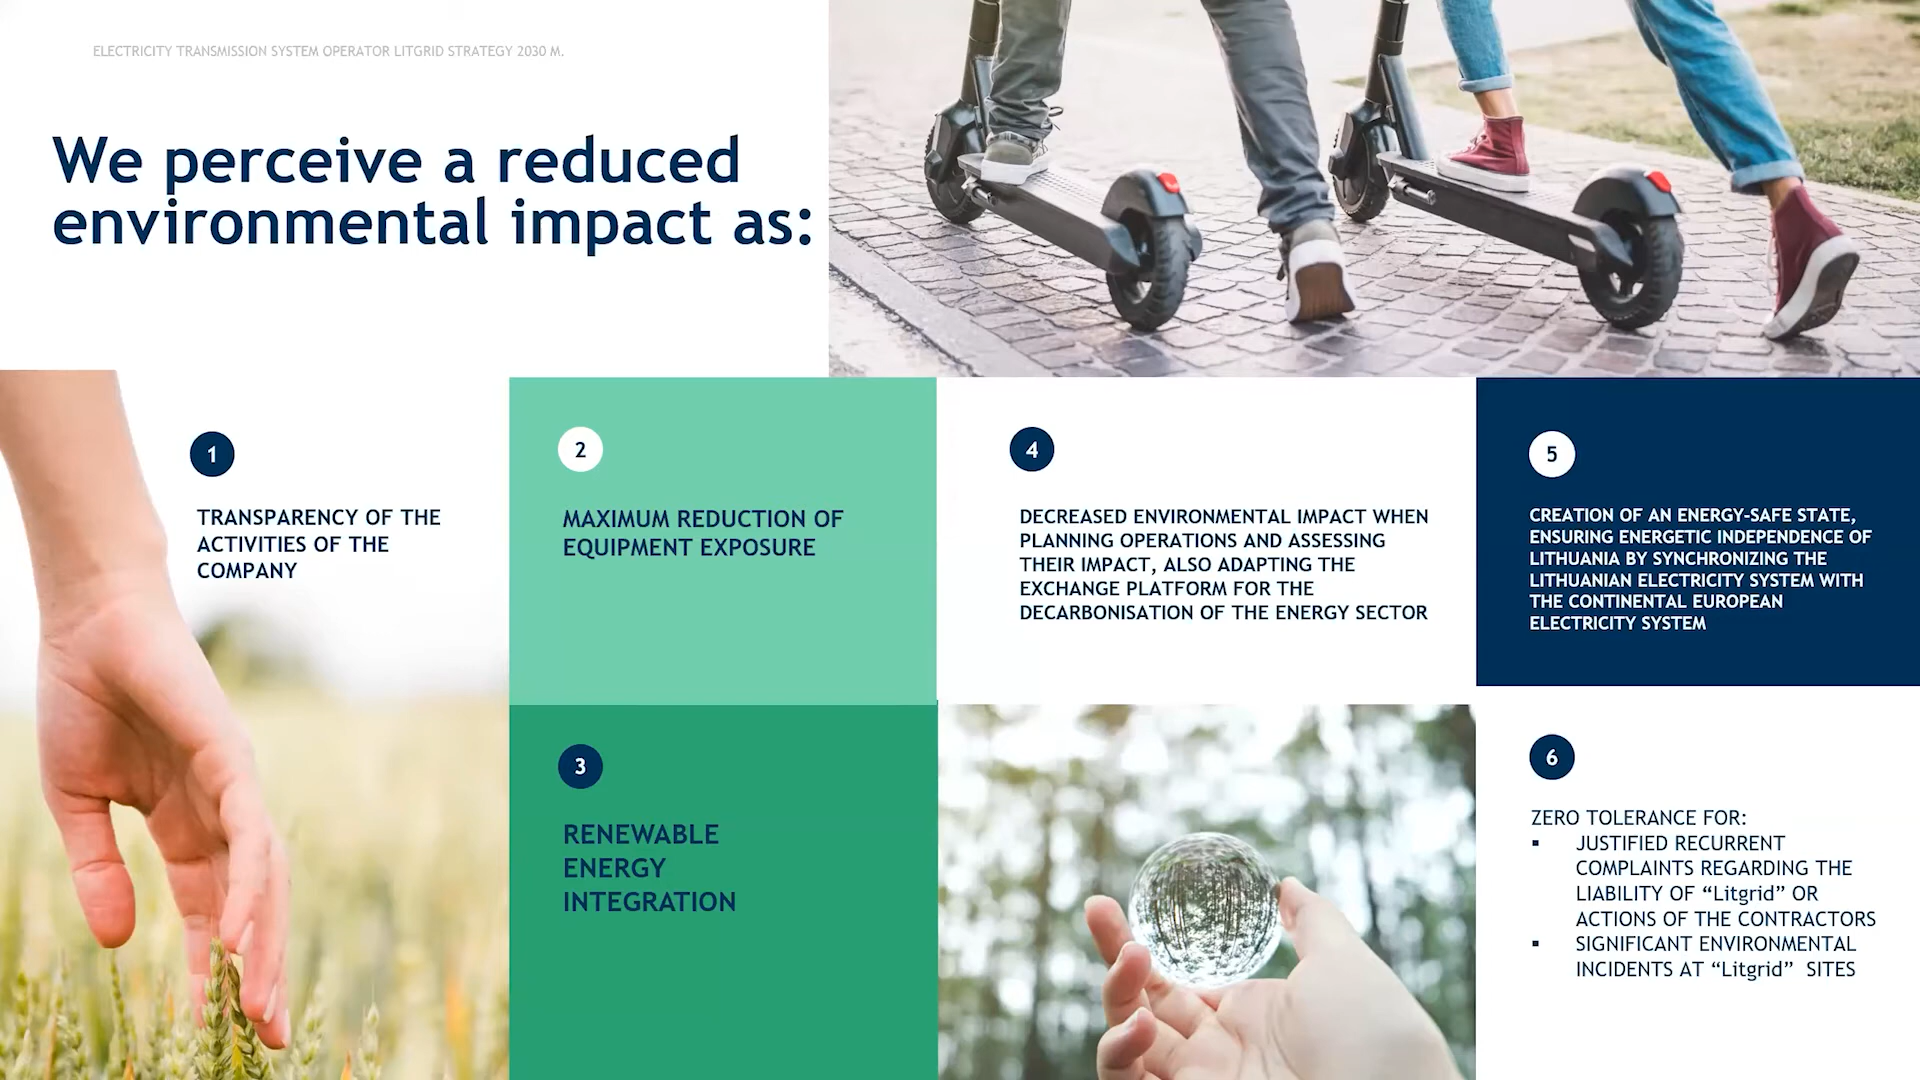 ELECTRICITY TRANSMISSION SYSTEM OPERATOR LITGRID STRATEGY 2030 M.
We perceive a reduced
environmental impact as:
1
TRANSPARENCY OF THE
ACTIVITIES OF THE
COMPANY
2
MAXIMUM REDUCTION OF
EQUIPMENT EXPOSURE
3
RENEWABLE
ENERGY
INTEGRATION
4
DECREASED ENVIRONMENTAL IMPACT WHEN
PLANNING OPERATIONS AND ASSESSING
THEIR IMPACT, ALSO ADAPTING THE
EXCHANGE PLATFORM FOR THE
DECARBONISATION OF THE ENERGY SECTOR
5
CREATION OF AN ENERGY-SAFE STATE,
ENSURING ENERGETIC INDEPENDENCE OF
LITHUANIA BY SYNCHRONIZING THE
LITHUANIAN ELECTRICITY SYSTEM WITH
THE CONTINENTAL EUROPEAN
ELECTRICITY SYSTEM
6
ZERO TOLERANCE FOR:
▪ JUSTIFIED RECURRENT
COMPLAINTS REGARDING THE
LIABILITY OF “Litgrid” OR
ACTIONS OF THE CONTRACTORS
▪ SIGNIFICANT ENVIRONMENTAL
INCIDENTS AT “Litgrid” SITES